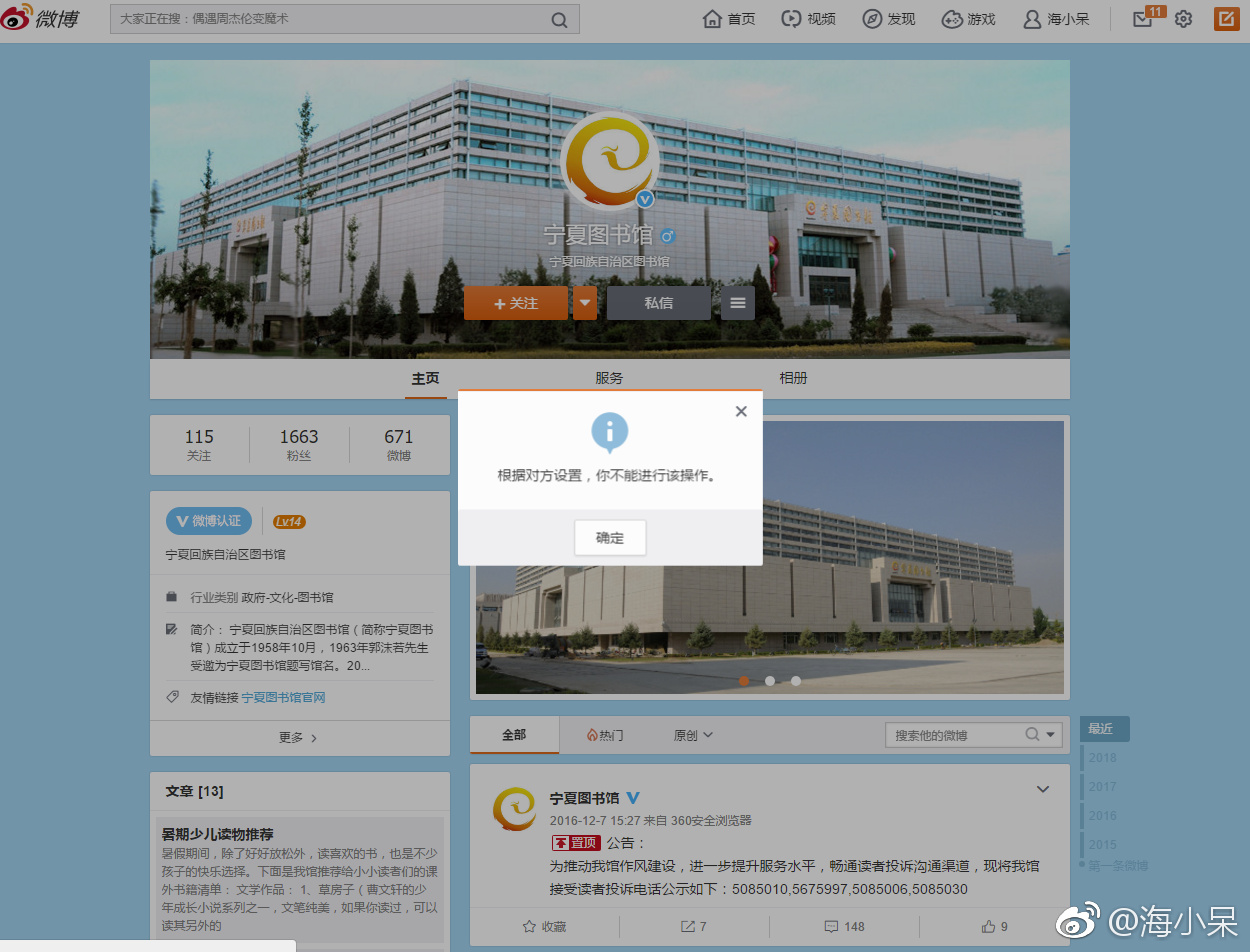 微博
大家正在搜：偶遇周杰伦变魔术
首页
视频
发现
游戏
海小呆
11
宁夏图书馆
宁夏回族自治区图书馆
+关注
私信
主页
服务
相册
115
关注
1663
粉丝
671
微博
根据对方设置，你不能进行该操作。
确定
V 微博认证
Lv14
宁夏回族自治区图书馆
行业类别 政府-文化-图书馆
简介： 宁夏回族自治区图书馆（简称宁夏图书
馆）成立于1958年10月，1963年郭沫若先生
受邀为宁夏图书馆题写馆名。20...
友情链接 宁夏图书馆官网
更多
文章 [13]
暑期少儿读物推荐
暑假期间，除了好好放松外，读喜欢的书，也是不少
孩子的快乐选择。下面是我馆推荐给小小读者们的课
外书籍清单： 文学作品： 1、草房子（曹文轩的少
年成长小说系列之一，文笔纯美，如果你读过，可以
读其另外的
全部
热门
原创
搜索他的微博
宁夏图书馆
2016-12-7 15:27 来自 360安全浏览器
置顶 公告：
为推动我馆作风建设，进一步提升服务水平，畅通读者投诉沟通渠道，现将我馆
接受读者投诉电话公示如下：5085010,5675997,5085006,5085030
收藏
7
148
9
最近
2018
2017
2016
2015
第一条微博
@海小呆